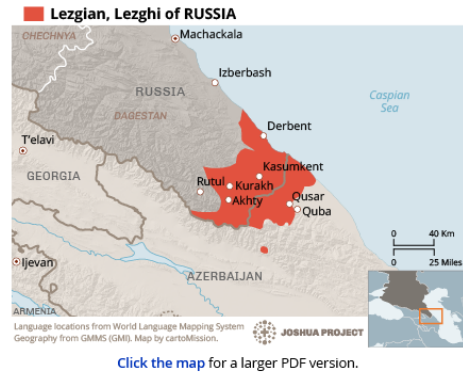 Lezgian, Lezghi of RUSSIA
CHECHNYA
Machackala
Izberbash
RUSSIA
Caspian
Sea
DAGESTAN
Derbent
T'elavi
Kasumkent
GEORGIA
Rutul
Kurakh
Akhty
Qusar
Quba
0 40 Km
0 25 Miles
Ijevan
AZERBAIJAN
ARMENIA
Language locations from World Language Mapping System
Geography from GMMS (GMI). Map by cartoMission.
JOSHUA PROJECT
Click the map for a larger PDF version.